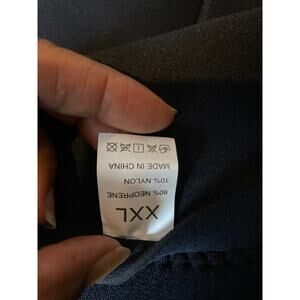 XXL
90% NEOPRENE
10% NYLON
MADE IN CHINA